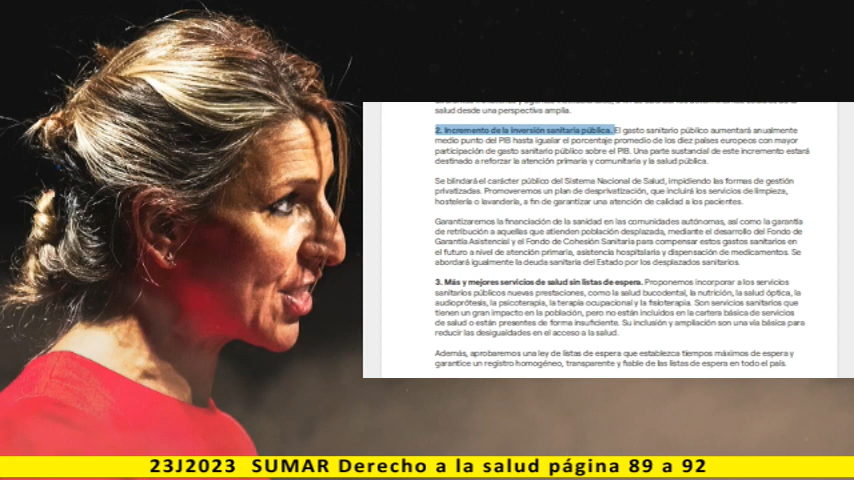 salud desde una perspectiva amplia.
2. Incremento de la inversión sanitaria pública. El gasto sanitario público aumentará anualmente
medio punto del PIB hasta igualar el porcentaje promedio de los diez países europeos con mayor
participación de gasto sanitario público sobre el PIB. Una parte sustancial de este incremento estará
destinado a reforzar la atención primaria y comunitaria y la salud pública.
Se blindará el carácter público del Sistema Nacional de Salud, impidiendo las formas de gestión
privatizadas. Promoveremos un plan de desprivatización, que incluirá los servicios de limpieza,
hostelería o lavandería, a fin de garantizar una atención de calidad a los pacientes.
Garantizaremos la financiación de la sanidad en las comunidades autónomas, así como la garantía
de retribución a aquellas que atienden población desplazada, mediante el desarrollo del Fondo de
Garantía Asistencial y el Fondo de Cohesión Sanitaria para compensar estos gastos sanitarios en
el futuro a nivel de atención primaria, asistencia hospitalaria y dispensación de medicamentos. Se
abordará igualmente la deuda sanitaria del Estado por los desplazados sanitarios.
3. Más y mejores servicios de salud sin listas de espera. Proponemos incorporar a los servicios
sanitarios públicos nuevas prestaciones, como la salud bucodental, la nutrición, la salud óptica, la
audioprótesis, la psicoterapia, la terapia ocupacional y la fisioterapia. Son servicios sanitarios que
tienen un gran impacto en la población, pero no están incluidos en la cartera básica de servicios
de salud o están presentes de forma insuficiente. Su inclusión y ampliación son una vía básica para
reducir las desigualdades en el acceso a la salud.
Además, aprobaremos una ley de listas de espera que establezca tiempos máximos de espera y
garantice un registro homogéneo, transparente y fiable de las listas de espera en todo el país.
23J2023 SUMAR Derecho a la salud página 89 a 92